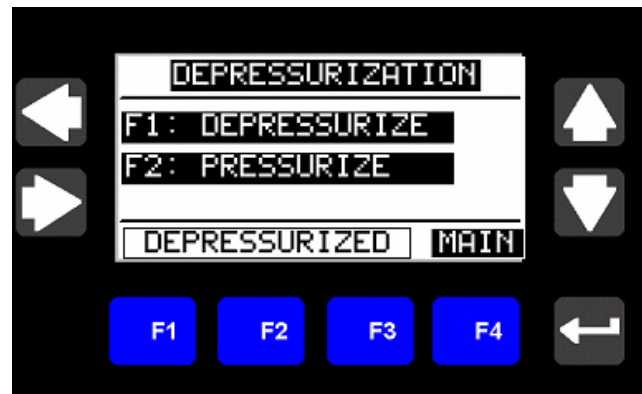 DEPRESSURIZATION
F1: DEPRESSURIZE
F2: PRESSURIZE
DEPRESSURIZED MAIN
F1 F2 F3 F4